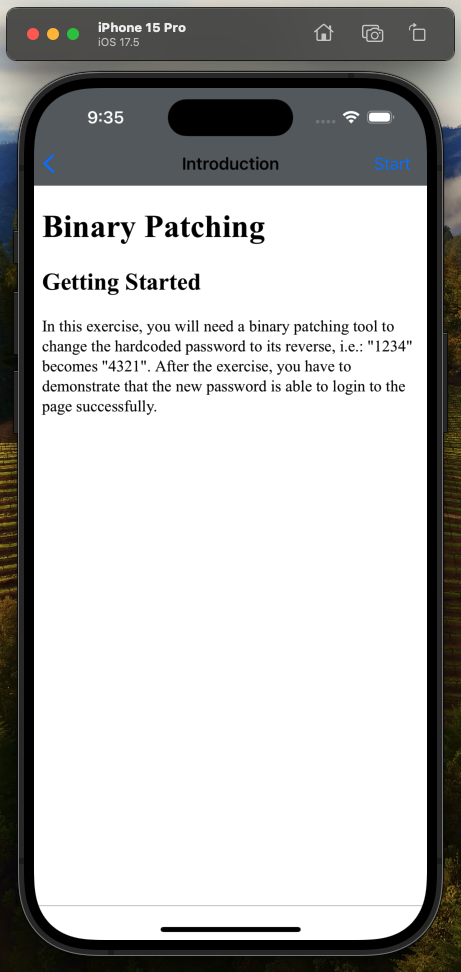 iPhone 15 Pro
iOS 17.5
9:35
Introduction
Start
Binary Patching
Getting Started
In this exercise, you will need a binary patching tool to
change the hardcoded password to its reverse, i.e.: "1234"
becomes "4321". After the exercise, you have to
demonstrate that the new password is able to login to the
page successfully.